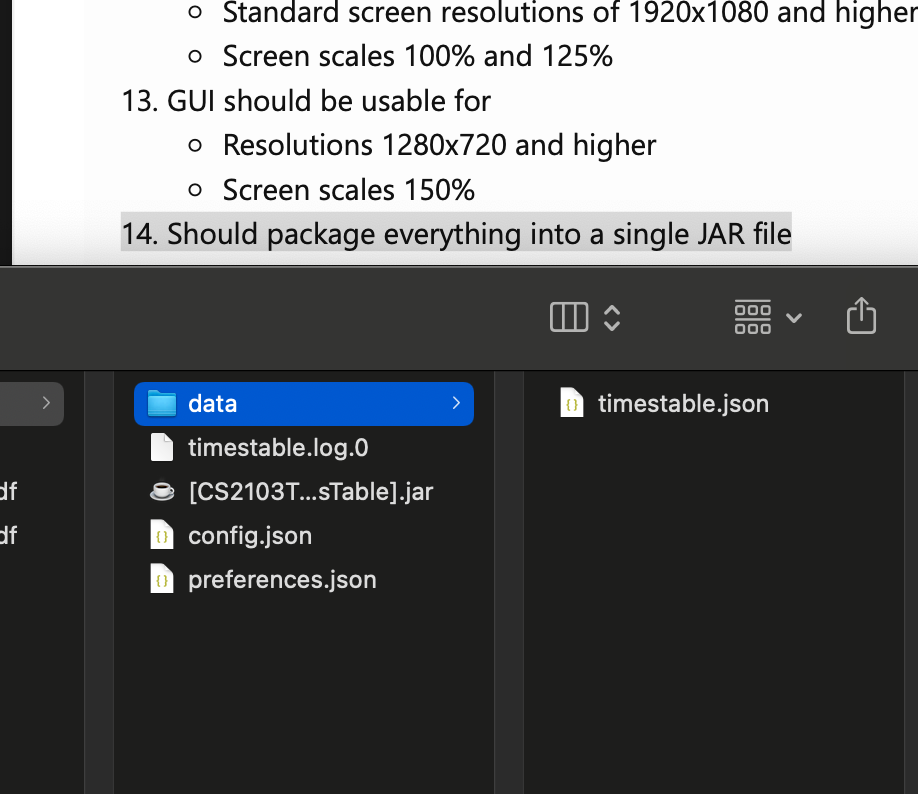 ◦ Standard screen resolutions of 1920x1080 and higher
◦ Screen scales 100% and 125%
13. GUI should be usable for
◦ Resolutions 1280x720 and higher
◦ Screen scales 150%
14. Should package everything into a single JAR file
data
timestable.json
timestable.log.0
df
[CS2103T...sTable].jar
df
config.json
preferences.json